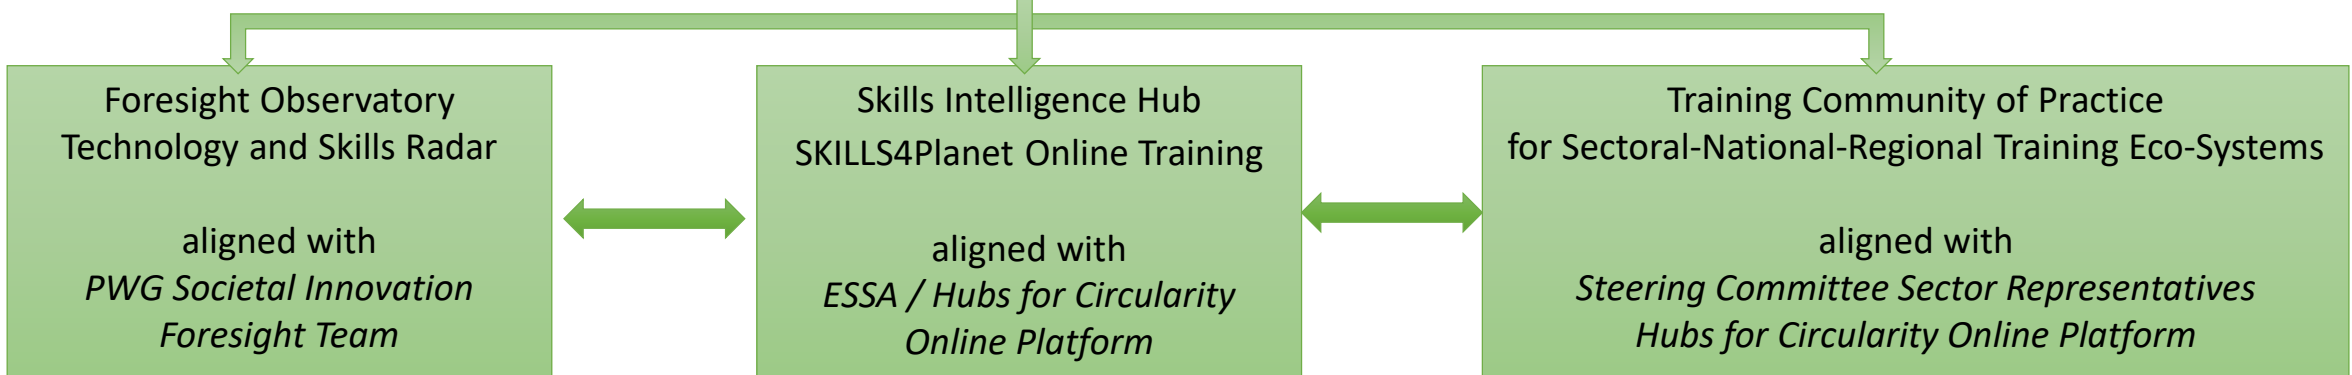 Foresight Observatory
Technology and Skills Radar
aligned with
PWG Societal Innovation
Foresight Team
Skills Intelligence Hub
SKILLS4Planet Online Training
aligned with
ESSA / Hubs for Circularity
Online Platform
Training Community of Practice
for Sectoral-National-Regional Training Eco-Systems
aligned with
Steering Committee Sector Representatives
Hubs for Circularity Online Platform